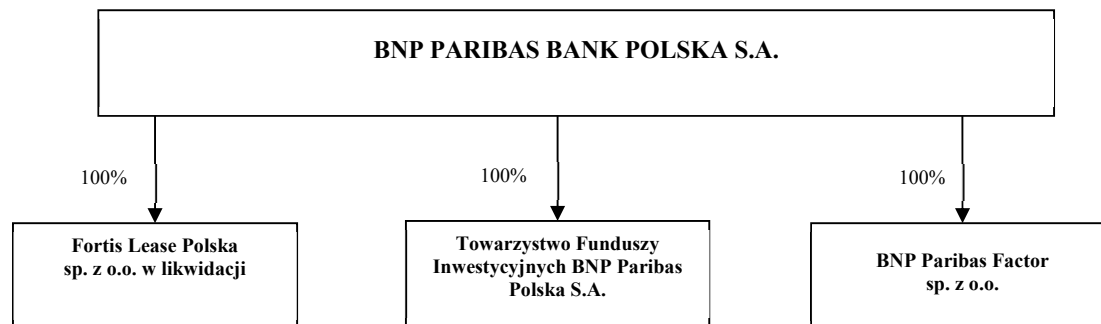 BNP PARIBAS BANK POLSKA S.A.
100%
100%
100%
Fortis Lease Polska
sp. z o.o. w likwidacji
Towarzystwo Funduszy
Inwestycyjnych BNP Paribas
Polska S.A.
BNP Paribas Factor
sp. z o.o.